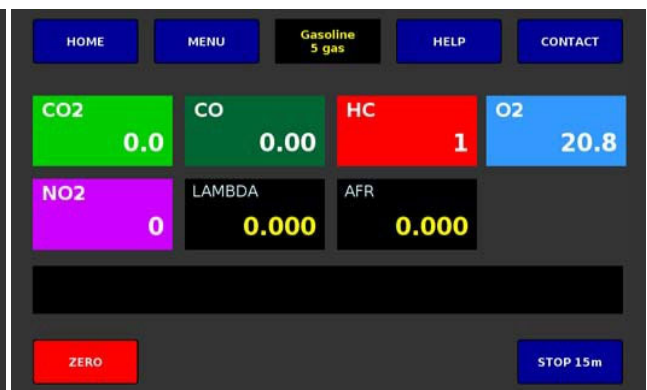 HOME
MENU
Gasoline
5 gas
HELP
CONTACT
CO2
0.0
CO
0.00
HC
1
O2
20.8
NO2
0
LAMBDA
0.000
AFR
0.000
ZERO
STOP 15m